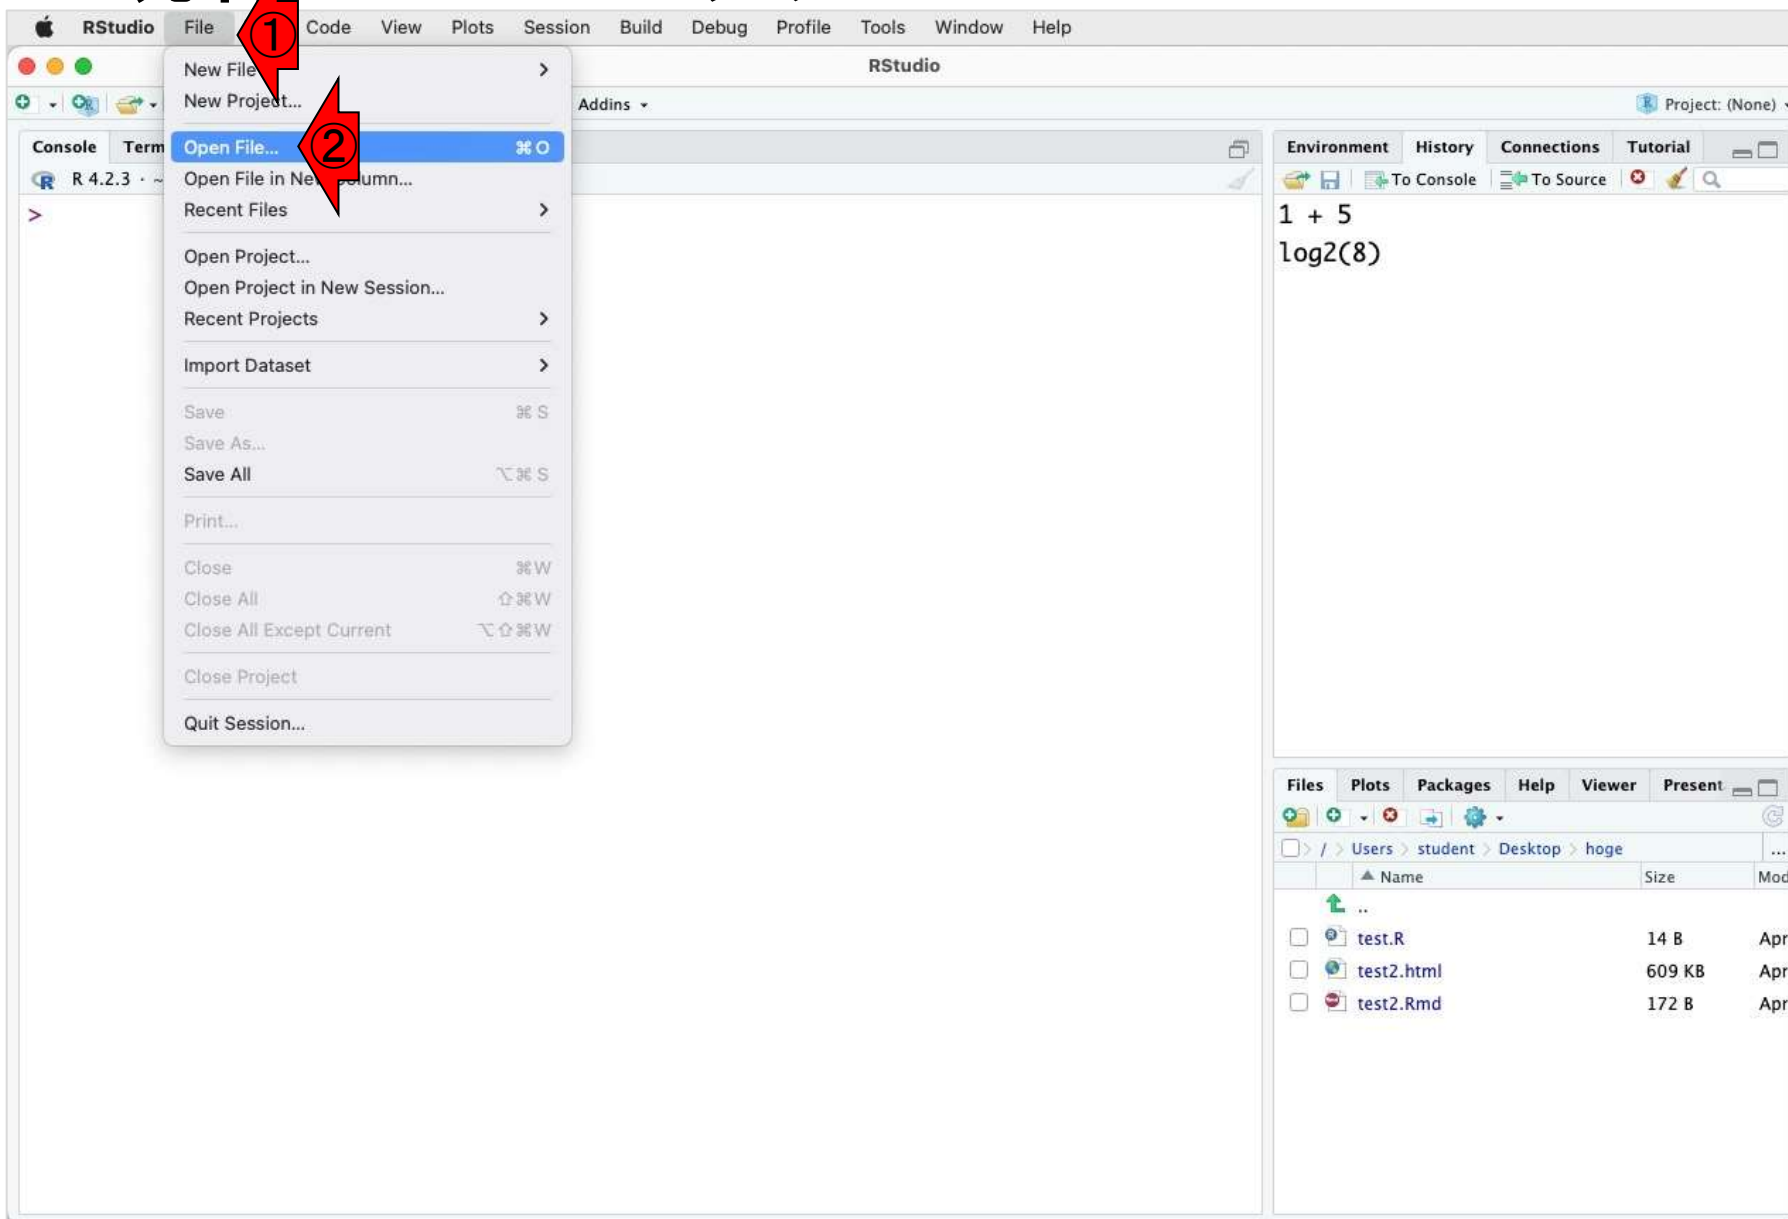 RStudio File Code View Plots Session Build Debug Profile Tools Window Help
①
RStudio
New File
New Project...
Addins
Project: (None)
Open File... ⌘ O
②
Open File in New Column...
Recent Files
Open Project...
Open Project in New Session...
Recent Projects
Import Dataset
Save ⌘ S
Save As...
Save All ⌥ ⌘ S
Print...
Close ⌘ W
Close All ⇧ ⌘ W
Close All Except Current ⌥ ⇧ ⌘ W
Close Project
Quit Session...
Console Term
R 4.2.3 · ~
>
Environment History Connections Tutorial
To Console To Source
1 + 5
log2(8)
Files Plots Packages Help Viewer Present
/ Users student Desktop hoge ...
Name Size Mod
..
test.R 14 B Apr
test2.html 609 KB Apr
test2.Rmd 172 B Apr